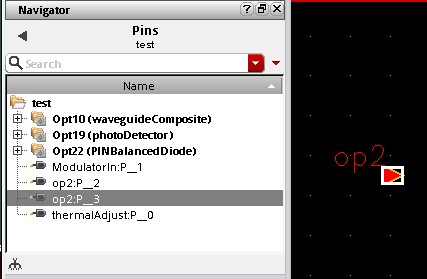 Navigator
Pins
test
Search
Name
test
Opt10 (waveguideComposite)
Opt19 (photoDetector)
Opt22 (PINBalancedDiode)
ModulatorIn:P__1
op2:P__2
op2:P__3
thermalAdjust:P__0
op2